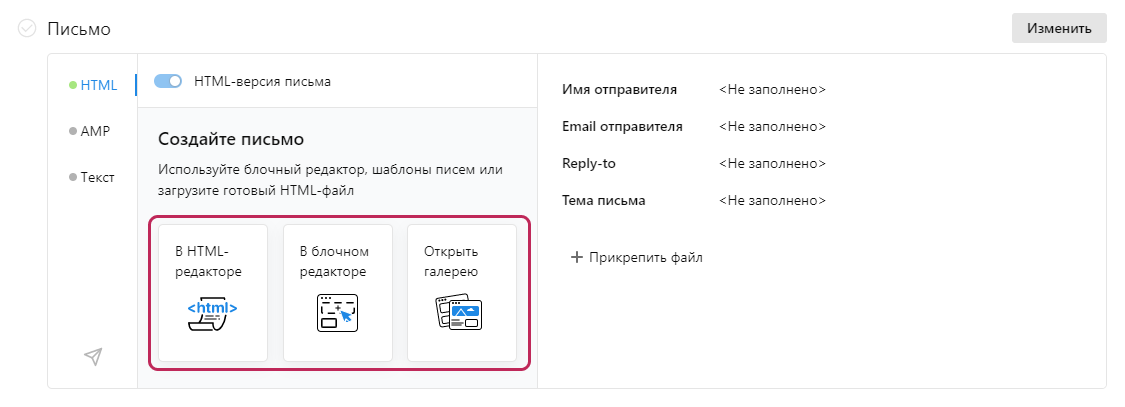 Письмо
Изменить
HTML
AMP
Текст
HTML-версия письма
Создайте письмо
Используйте блочный редактор, шаблоны писем или
загрузите готовый HTML-файл
В HTML-
редакторе
<html>
В блочном
редакторе
Открыть
галерею
Имя отправителя <Не заполнено>
Email отправителя <Не заполнено>
Reply-to <Не заполнено>
Тема письма <Не заполнено>
+ Прикрепить файл